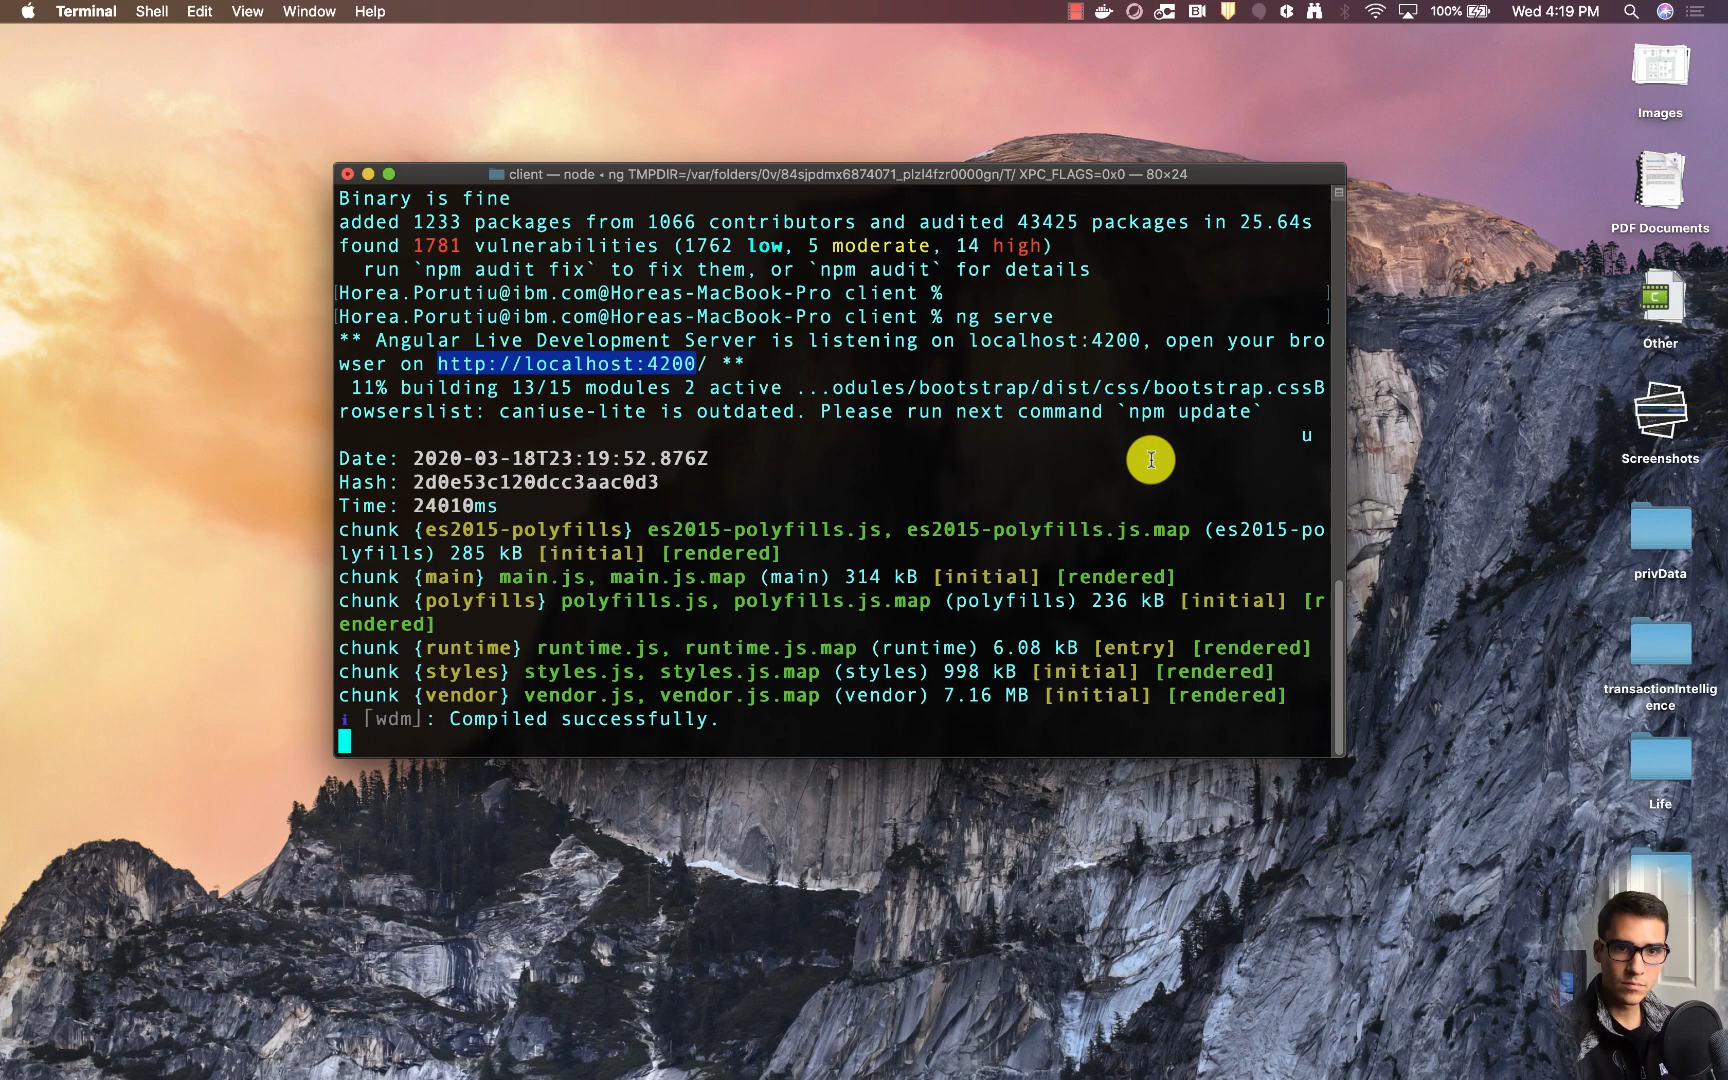 Terminal Shell Edit View Window Help 100% Wed 4:19 PM
client — node ◂ ng TMPDIR=/var/folders/0v/84sjpdmx6874071_plzl4fzr0000gn/T/ XPC_FLAGS=0x0 — 80×24
Binary is fine
added 1233 packages from 1066 contributors and audited 43425 packages in 25.64s
found 1781 vulnerabilities (1762 low, 5 moderate, 14 high)
run `npm audit fix` to fix them, or `npm audit` for details
[Horea.Porutiu@ibm.com@Horeas-MacBook-Pro client % ]
[Horea.Porutiu@ibm.com@Horeas-MacBook-Pro client % ng serve ]
** Angular Live Development Server is listening on localhost:4200, open your bro
wser on http://localhost:4200/ **
11% building 13/15 modules 2 active ...odules/bootstrap/dist/css/bootstrap.cssB
rowserslist: caniuse-lite is outdated. Please run next command `npm update`
u
Date: 2020-03-18T23:19:52.876Z
Hash: 2d0e53c120dcc3aac0d3
Time: 24010ms
chunk {es2015-polyfills} es2015-polyfills.js, es2015-polyfills.js.map (es2015-po
lyfills) 285 kB [initial] [rendered]
chunk {main} main.js, main.js.map (main) 314 kB [initial] [rendered]
chunk {polyfills} polyfills.js, polyfills.js.map (polyfills) 236 kB [initial] [r
endered]
chunk {runtime} runtime.js, runtime.js.map (runtime) 6.08 kB [entry] [rendered]
chunk {styles} styles.js, styles.js.map (styles) 998 kB [initial] [rendered]
chunk {vendor} vendor.js, vendor.js.map (vendor) 7.16 MB [initial] [rendered]
i ｢wdm｣: Compiled successfully.
Images
PDF Documents
Other
Screenshots
privData
transactionIntellig
ence
Life